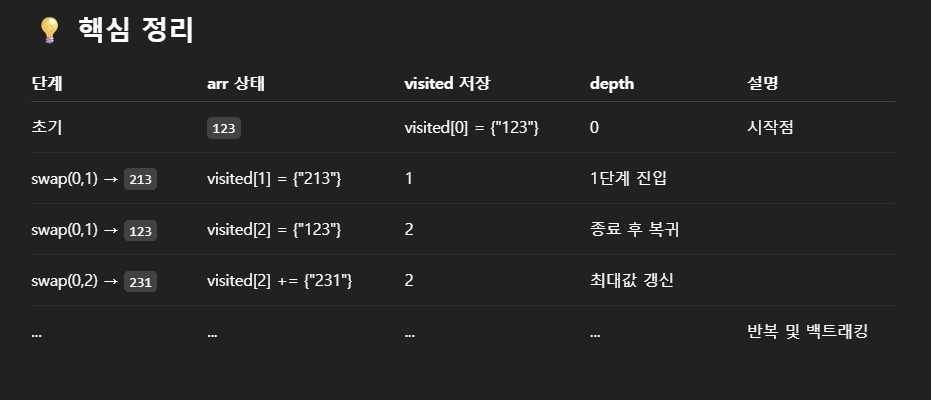 💡 핵심 정리
단계 arr 상태 visited 저장 depth 설명
초기 123 visited[0] = {"123"} 0 시작점
swap(0,1) → 213 visited[1] = {"213"} 1 1단계 진입
swap(0,1) → 123 visited[2] = {"123"} 2 종료 후 복귀
swap(0,2) → 231 visited[2] += {"231"} 2 최대값 갱신
... ... ... ... 반복 및 백트래킹